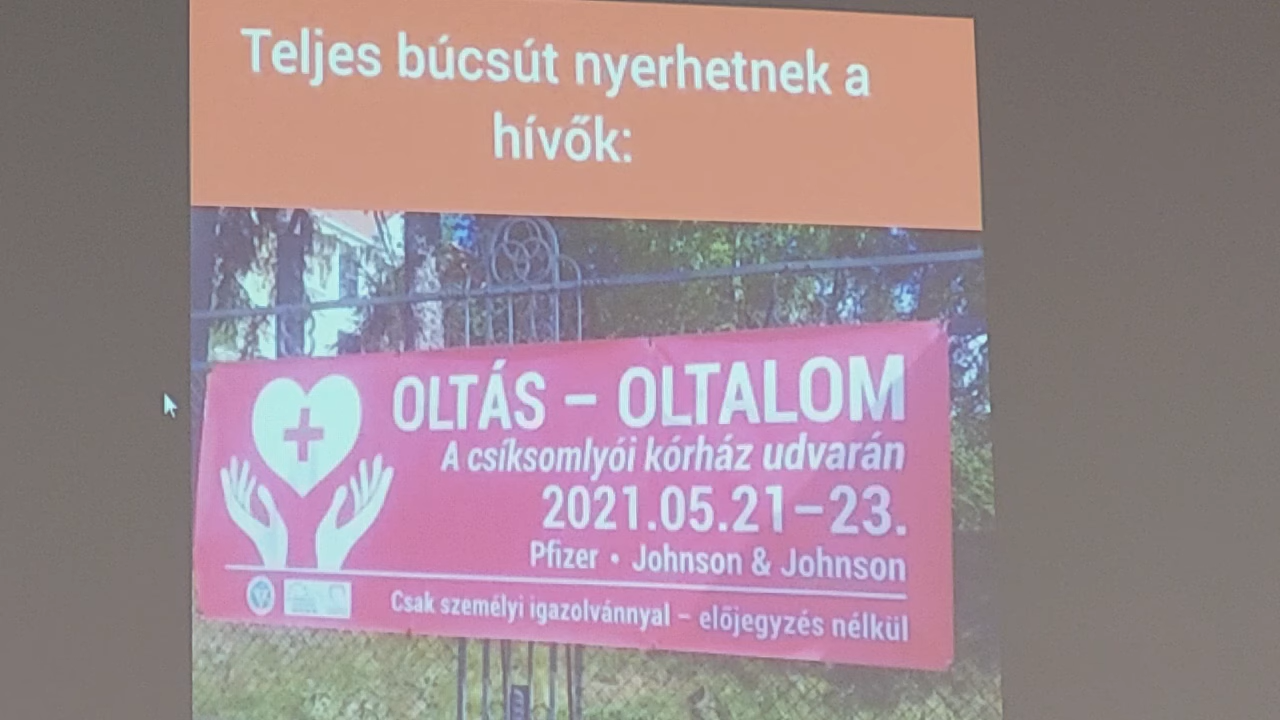 Teljes búcsút nyerhetnek a
hívők:
OLTÁS – OLTALOM
A csíksomlyói kórház udvarán
2021.05.21–23.
Pfizer • Johnson & Johnson
Csak személyi igazolvánnyal – előjegyzés nélkül